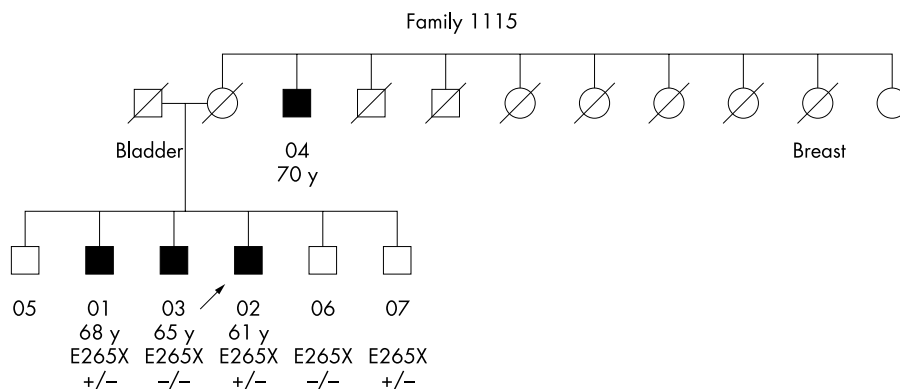 Family 1115
Bladder
04
70 y
Breast
05 01 03 02 06 07
68 y 65 y 61 y
E265X E265X E265X E265X E265X
+/– –/– +/– –/– +/–